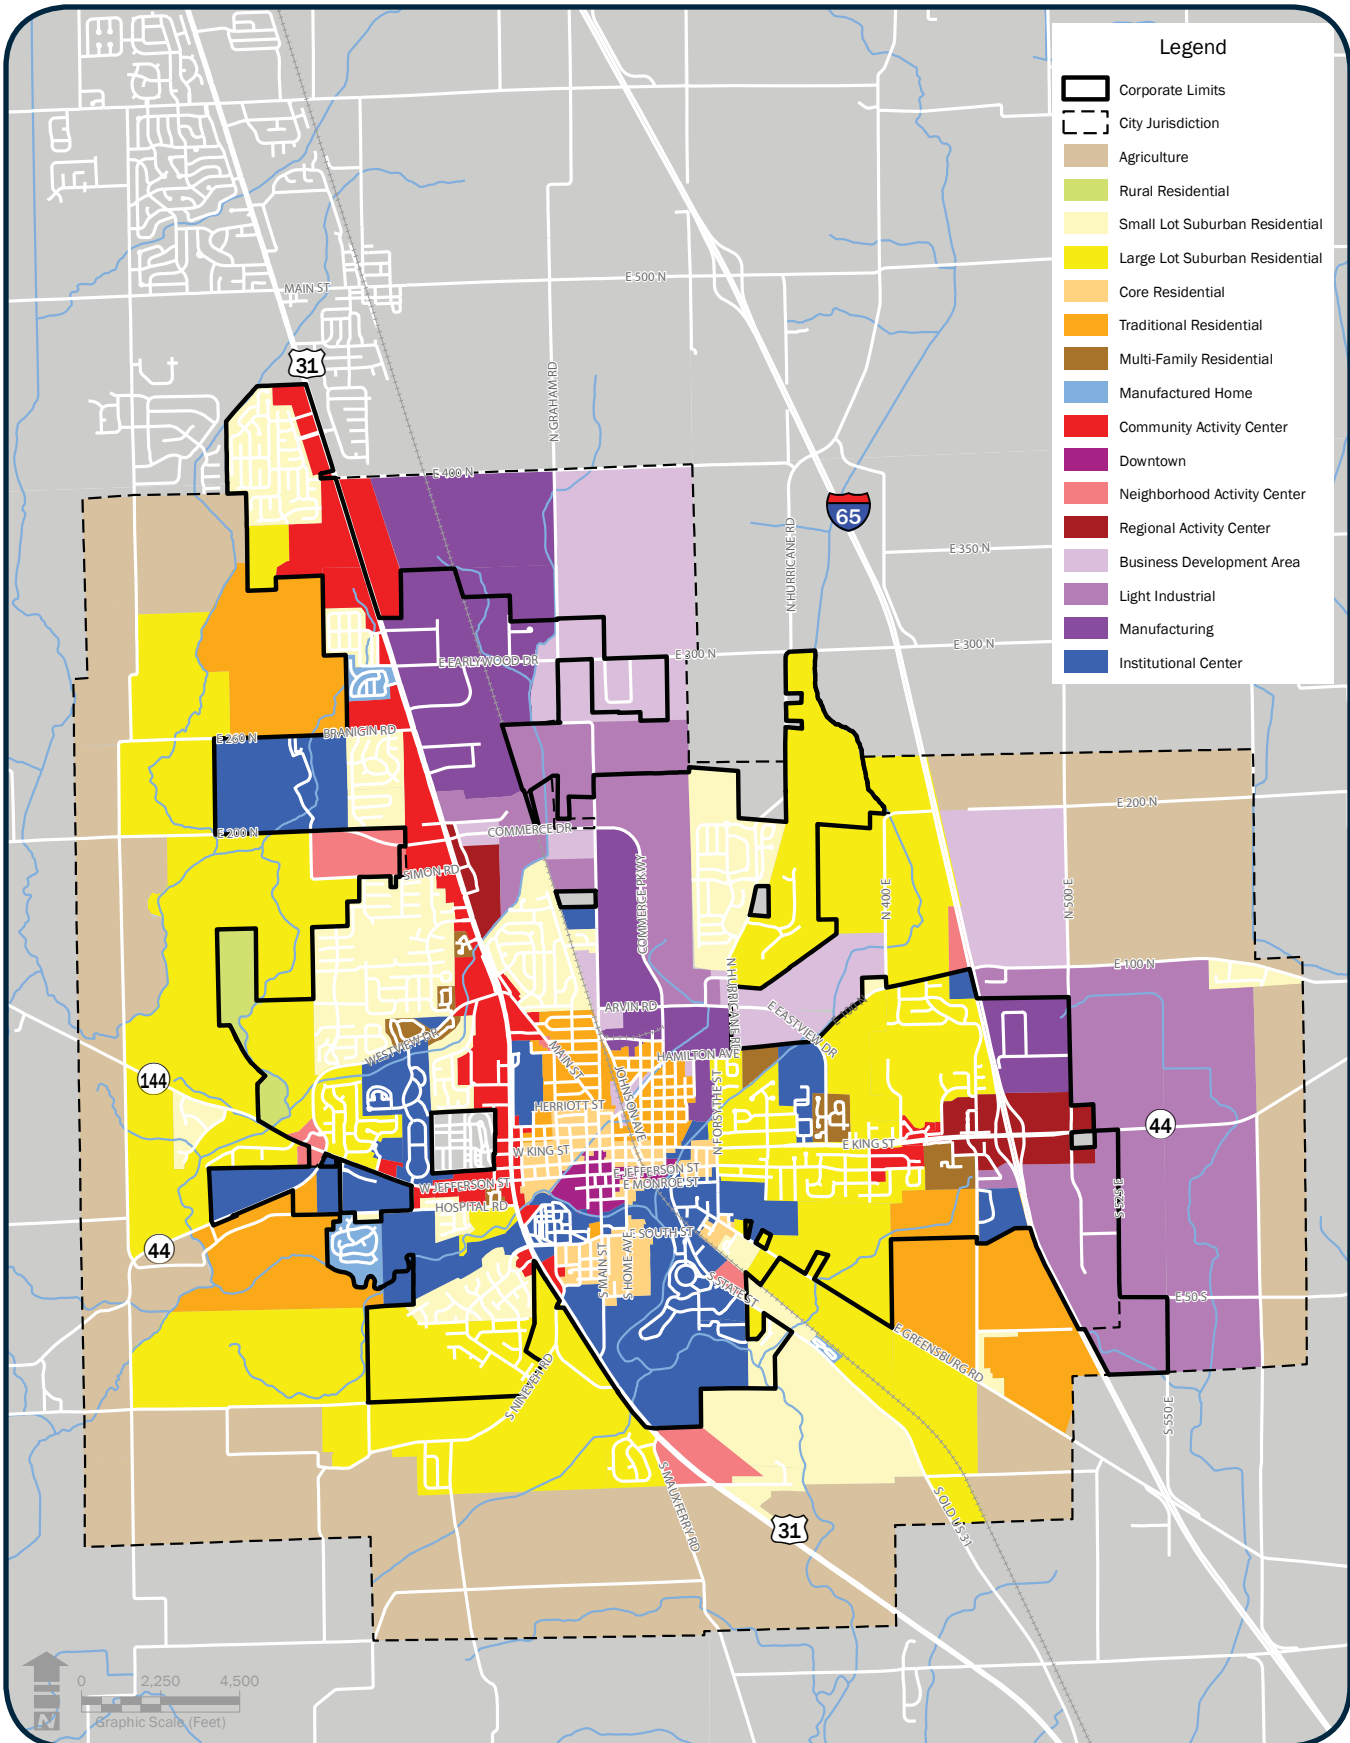 Legend
Corporate Limits
City Jurisdiction
Agriculture
Rural Residential
Small Lot Suburban Residential
Large Lot Suburban Residential
Core Residential
Traditional Residential
Multi-Family Residential
Manufactured Home
Community Activity Center
Downtown
Neighborhood Activity Center
Regional Activity Center
Business Development Area
Light Industrial
Manufacturing
Institutional Center
E 500 N
MAIN ST
31
N GRAHAM RD
E 400 N
65
N HURRICANE RD
E 350 N
E 300 N
E 300 N
E EARLYWOOD DR
BRANIGIN RD
E 260 N
E 200 N
E 200 N
COMMERCE DR
SIMON RD
COMMERCE PKWY
N 400 E
N 500 E
E 100 N
N HURRICANE RD
ARVIN RD
E EASTVIEW DR
E 100 N
WEST VIEW DR
MAIN ST
HAMILTON AVE
144
JOHNSON AVE
N FORSYTHE ST
HERRIOTT ST
44
W KING ST
E KING ST
E JEFFERSON ST
E MONROE ST
W JEFFERSON ST
HOSPITAL RD
S 525 E
44
E SOUTH ST
S MAIN ST
S HOME AVE
S STATE ST
E 50 S
E GREENSBURG RD
S NINEVEH RD
S 550 E
S MAUXFERRY RD
S OLD US 31
31
0 2,250 4,500
Graphic Scale (Feet)
N